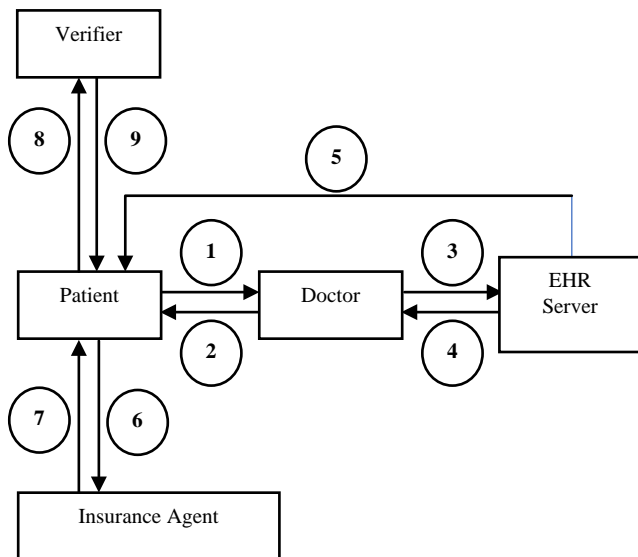 Verifier
8
9
5
1
3
Patient
Doctor
EHR
Server
2
4
7
6
Insurance Agent